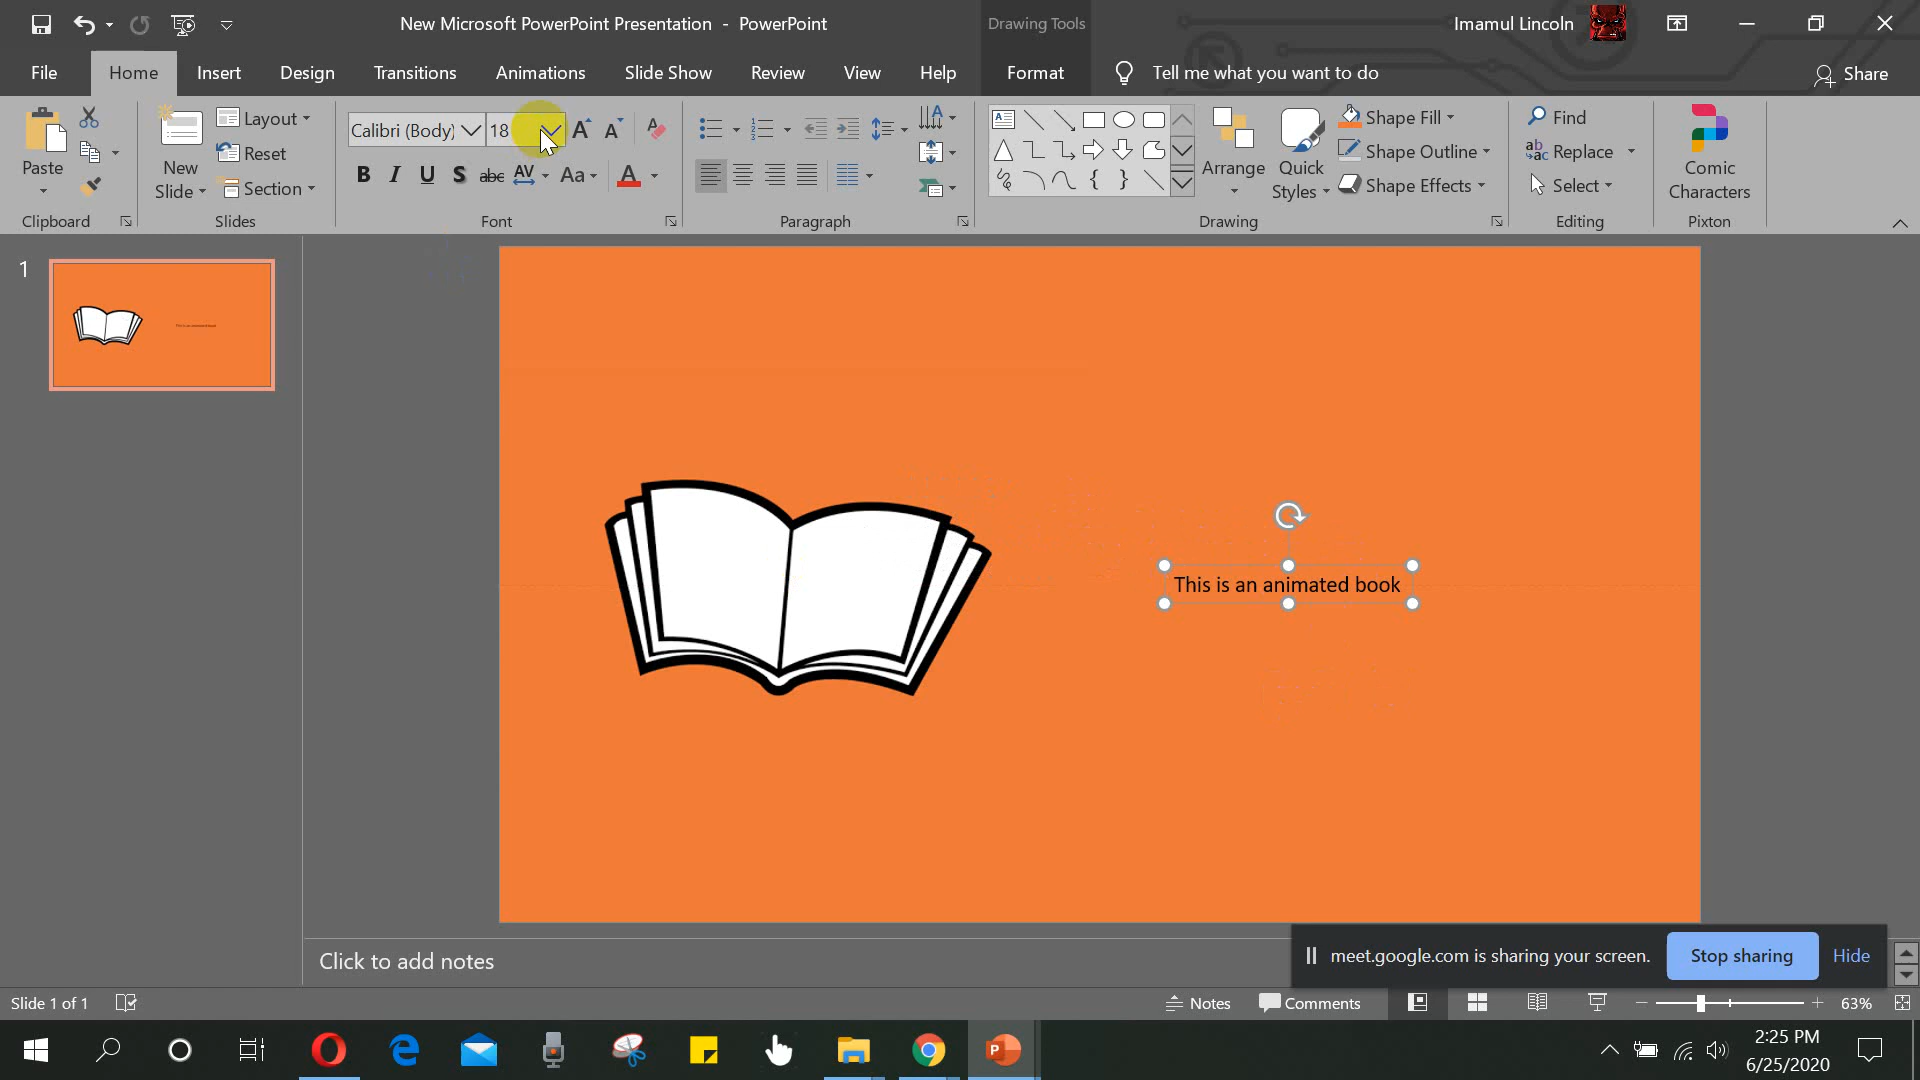 New Microsoft PowerPoint Presentation - PowerPoint
Drawing Tools
Imamul Lincoln
File
Home
Insert
Design
Transitions
Animations
Slide Show
Review
View
Help
Format
Tell me what you want to do
Share
Paste
Clipboard
New Slide
Layout
Reset
Section
Slides
Calibri (Body)
18
B I U S abc AV Aa A
Font
Paragraph
Arrange
Quick Styles
Shape Fill
Shape Outline
Shape Effects
Drawing
Find
Replace
Select
Editing
Comic Characters
Pixton
1
This is an animated book
Click to add notes
meet.google.com is sharing your screen.
Stop sharing
Hide
Slide 1 of 1
Notes
Comments
63%
2:25 PM
6/25/2020